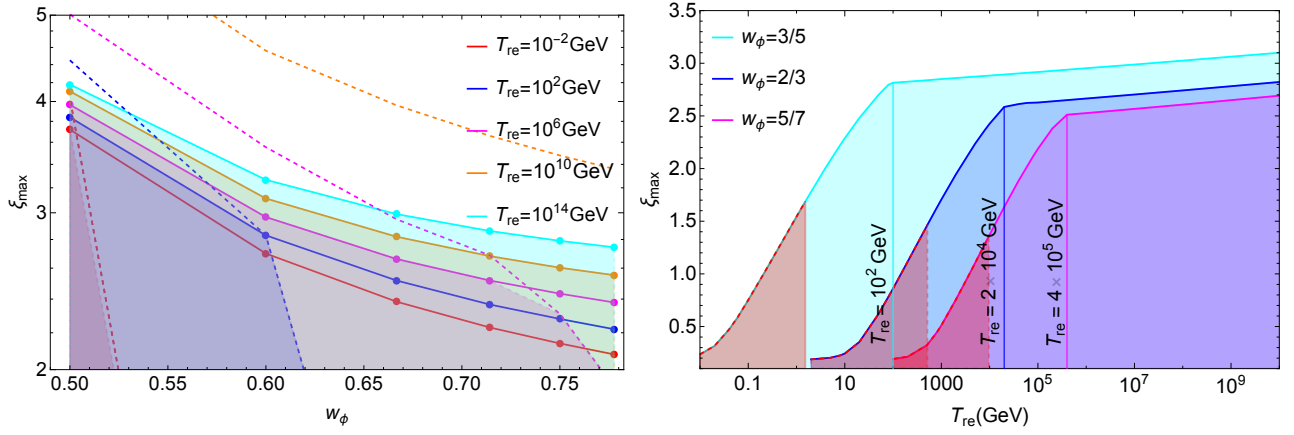 5
4
3
2
ξmax
0.50 0.55 0.60 0.65 0.70 0.75
wϕ
Tre=10⁻²GeV
Tre=10²GeV
Tre=10⁶GeV
Tre=10¹⁰GeV
Tre=10¹⁴GeV
3.5
3.0
2.5
2.0
1.5
1.0
0.5
ξmax
wϕ=3/5
wϕ=2/3
wϕ=5/7
Tre = 10² GeV
Tre = 2 × 10⁴ GeV
Tre = 4 × 10⁵ GeV
0.1 10 1000 10⁵ 10⁷ 10⁹
Tre(GeV)